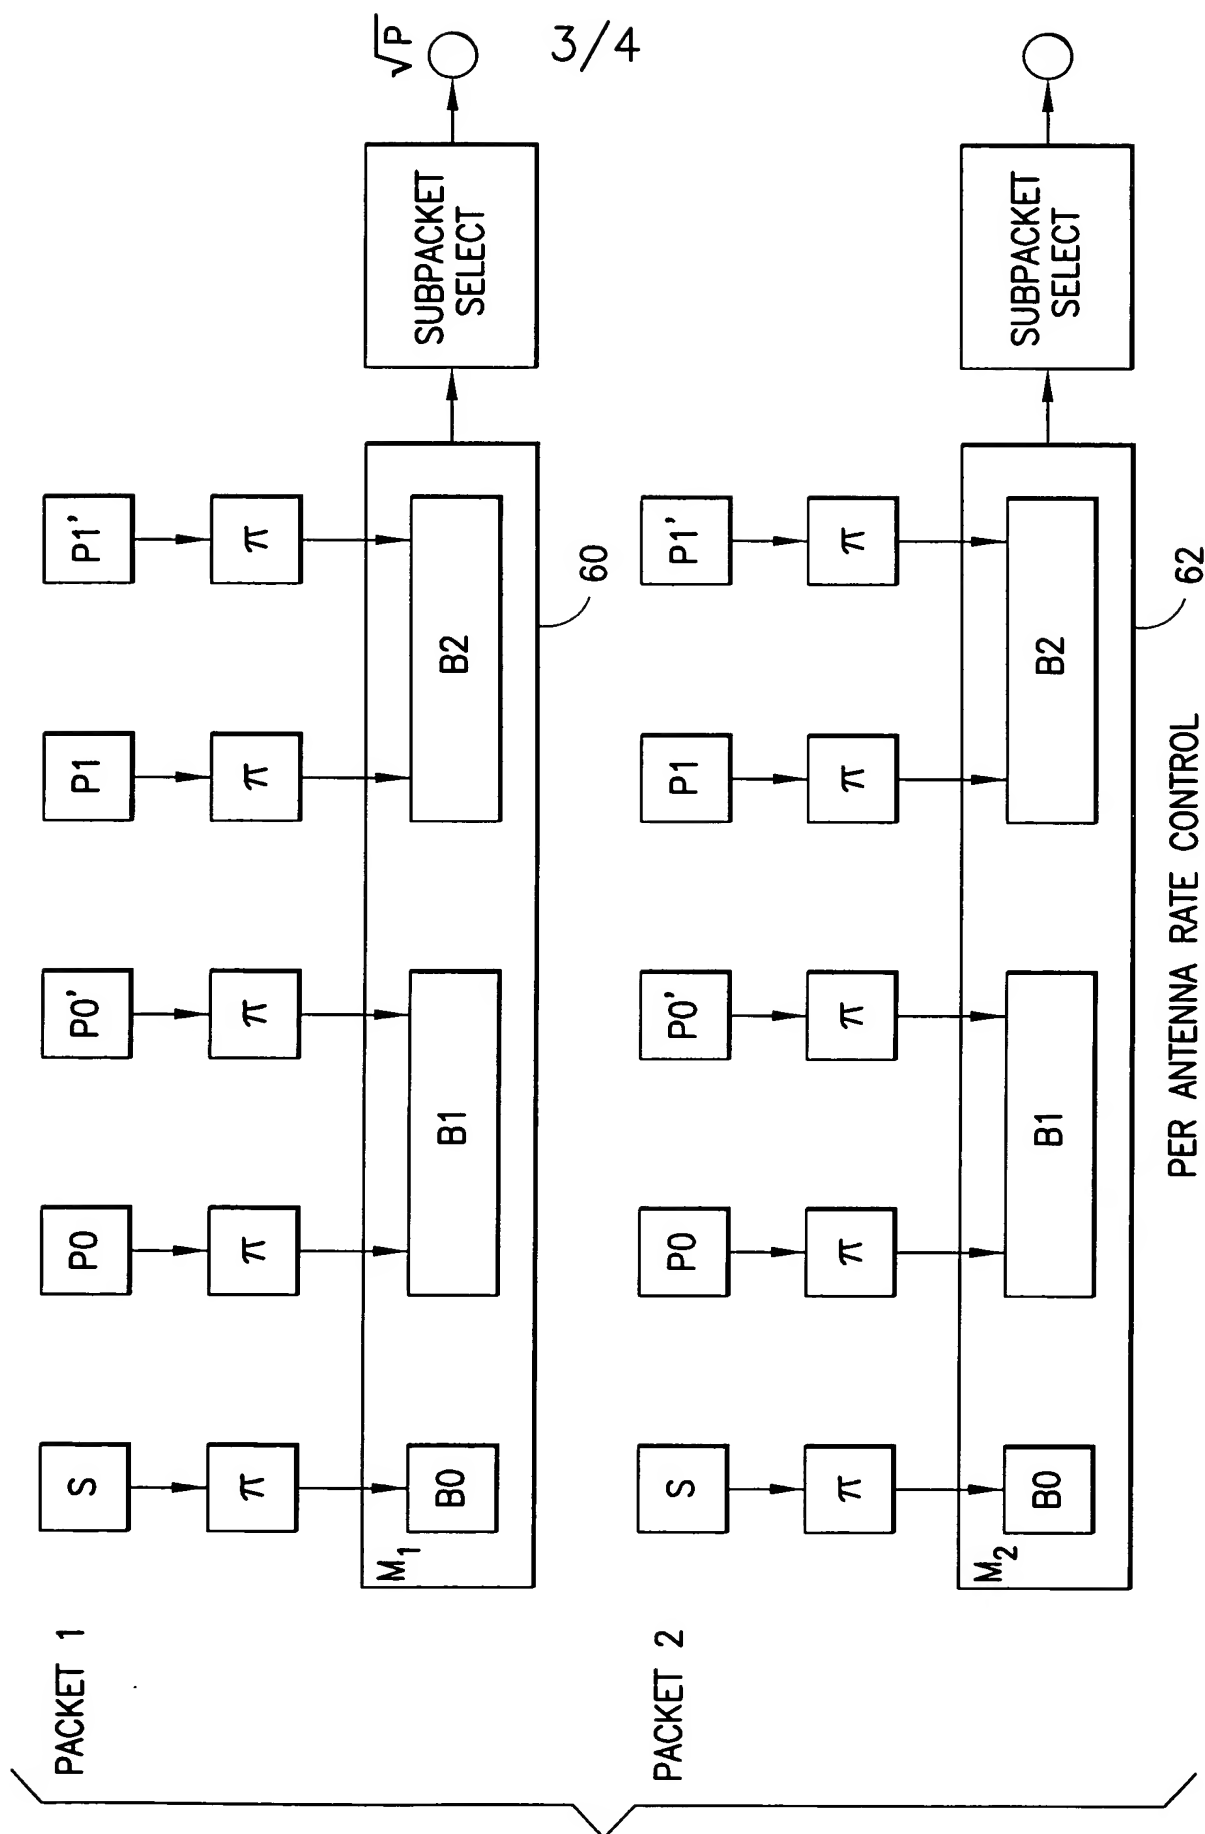 3/4
PACKET 1
S
P0
P0'
P1
P1'
π
π
π
π
π
M₁
B0
B1
B2
SUBPACKET
SELECT
√P
60
PACKET 2
S
P0
P0'
P1
P1'
π
π
π
π
π
M₂
B0
B1
B2
SUBPACKET
SELECT
62
PER ANTENNA RATE CONTROL